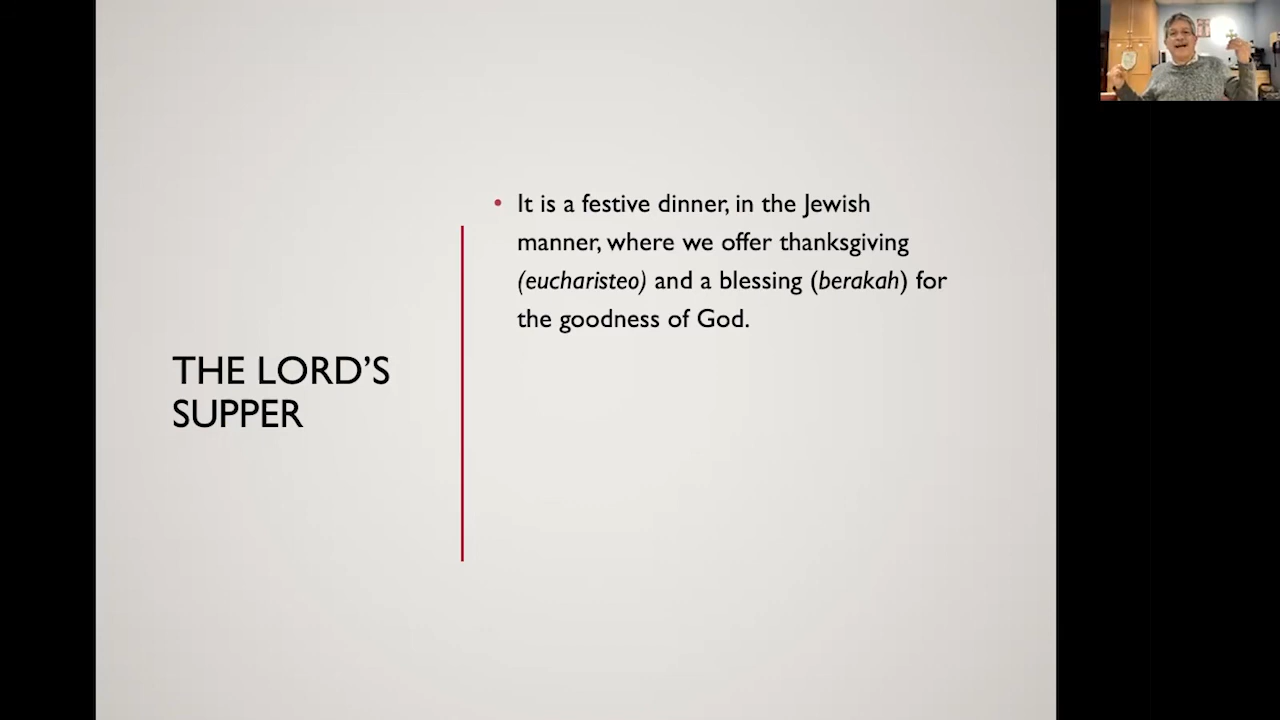 THE LORD’S
SUPPER
• It is a festive dinner, in the Jewish
manner, where we offer thanksgiving
(eucharisteo) and a blessing (berakah) for
the goodness of God.